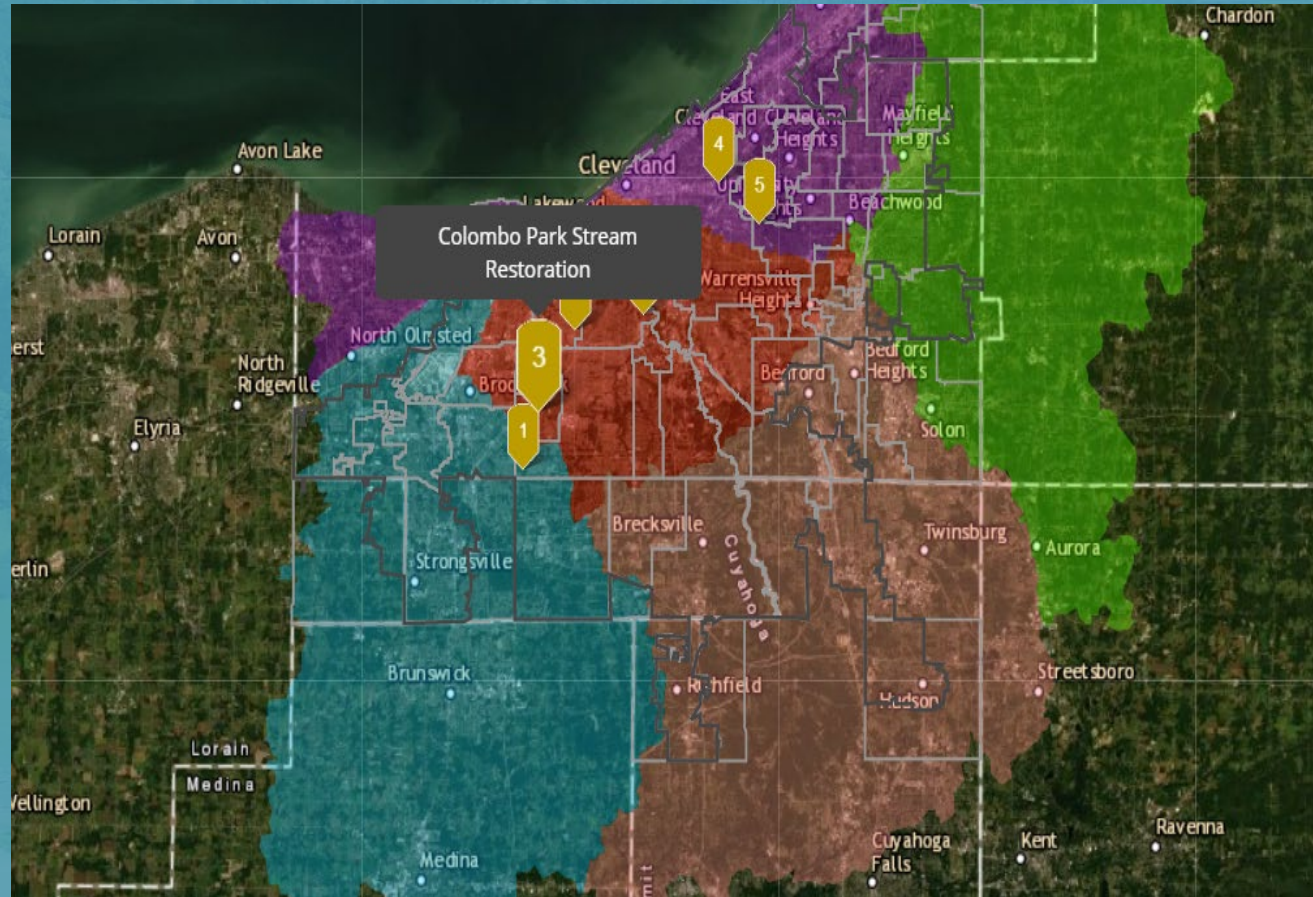 Chardon
East
Cleveland
Cleveland
Heights
Mayfield
Heights
4
Avon Lake
Cleveland
5
Heights
Beachwood
Lakewood
Lorain
Avon
Colombo Park Stream
Restoration
Warrensville
Heights
North Olmsted
3
Bedford
Heights
North
Ridgeville
Bedford
1
Solon
Elyria
Brecksville
Twinsburg
Aurora
Strongsville
Cuyahoga
Brunswick
Richfield
Hudson
Streetsboro
Lorain
Medina
Cuyahoga
Falls
Kent
Ravenna
Medina